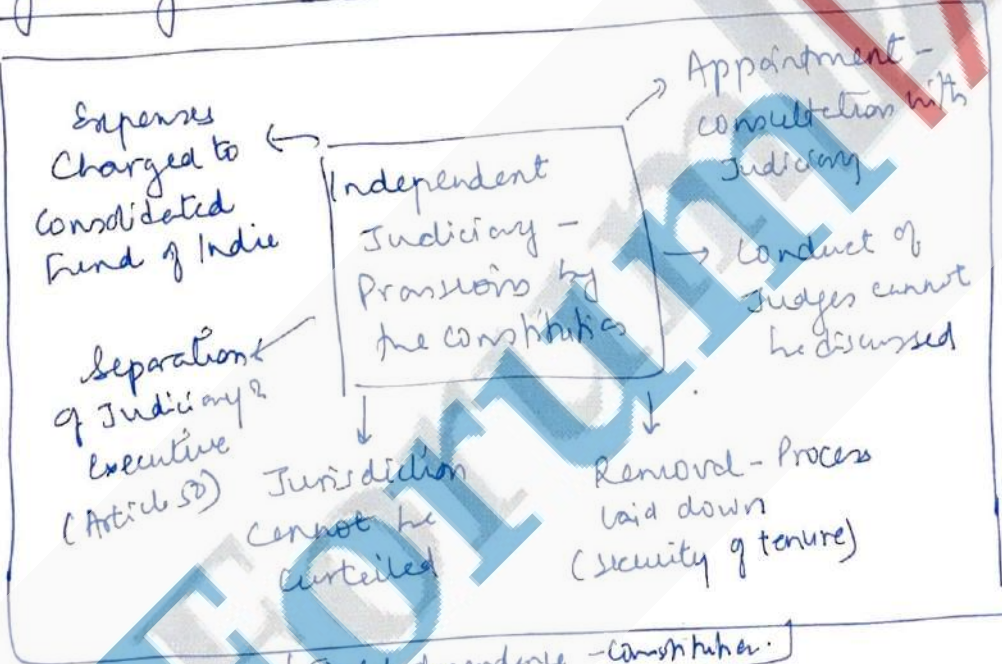 Independent
Judiciary -
Provisions by
the constitution
Expenses
Charged to
Consolidated
Fund of India
Appointment -
consultation with
Judiciary
Conduct of
Judges cannot
be discussed
Separation
of Judiciary &
executive
(Article 50)
Jurisdiction
cannot be
curtailed
Removal - Process
laid down
(security of tenure)
- Constitution.
Forum